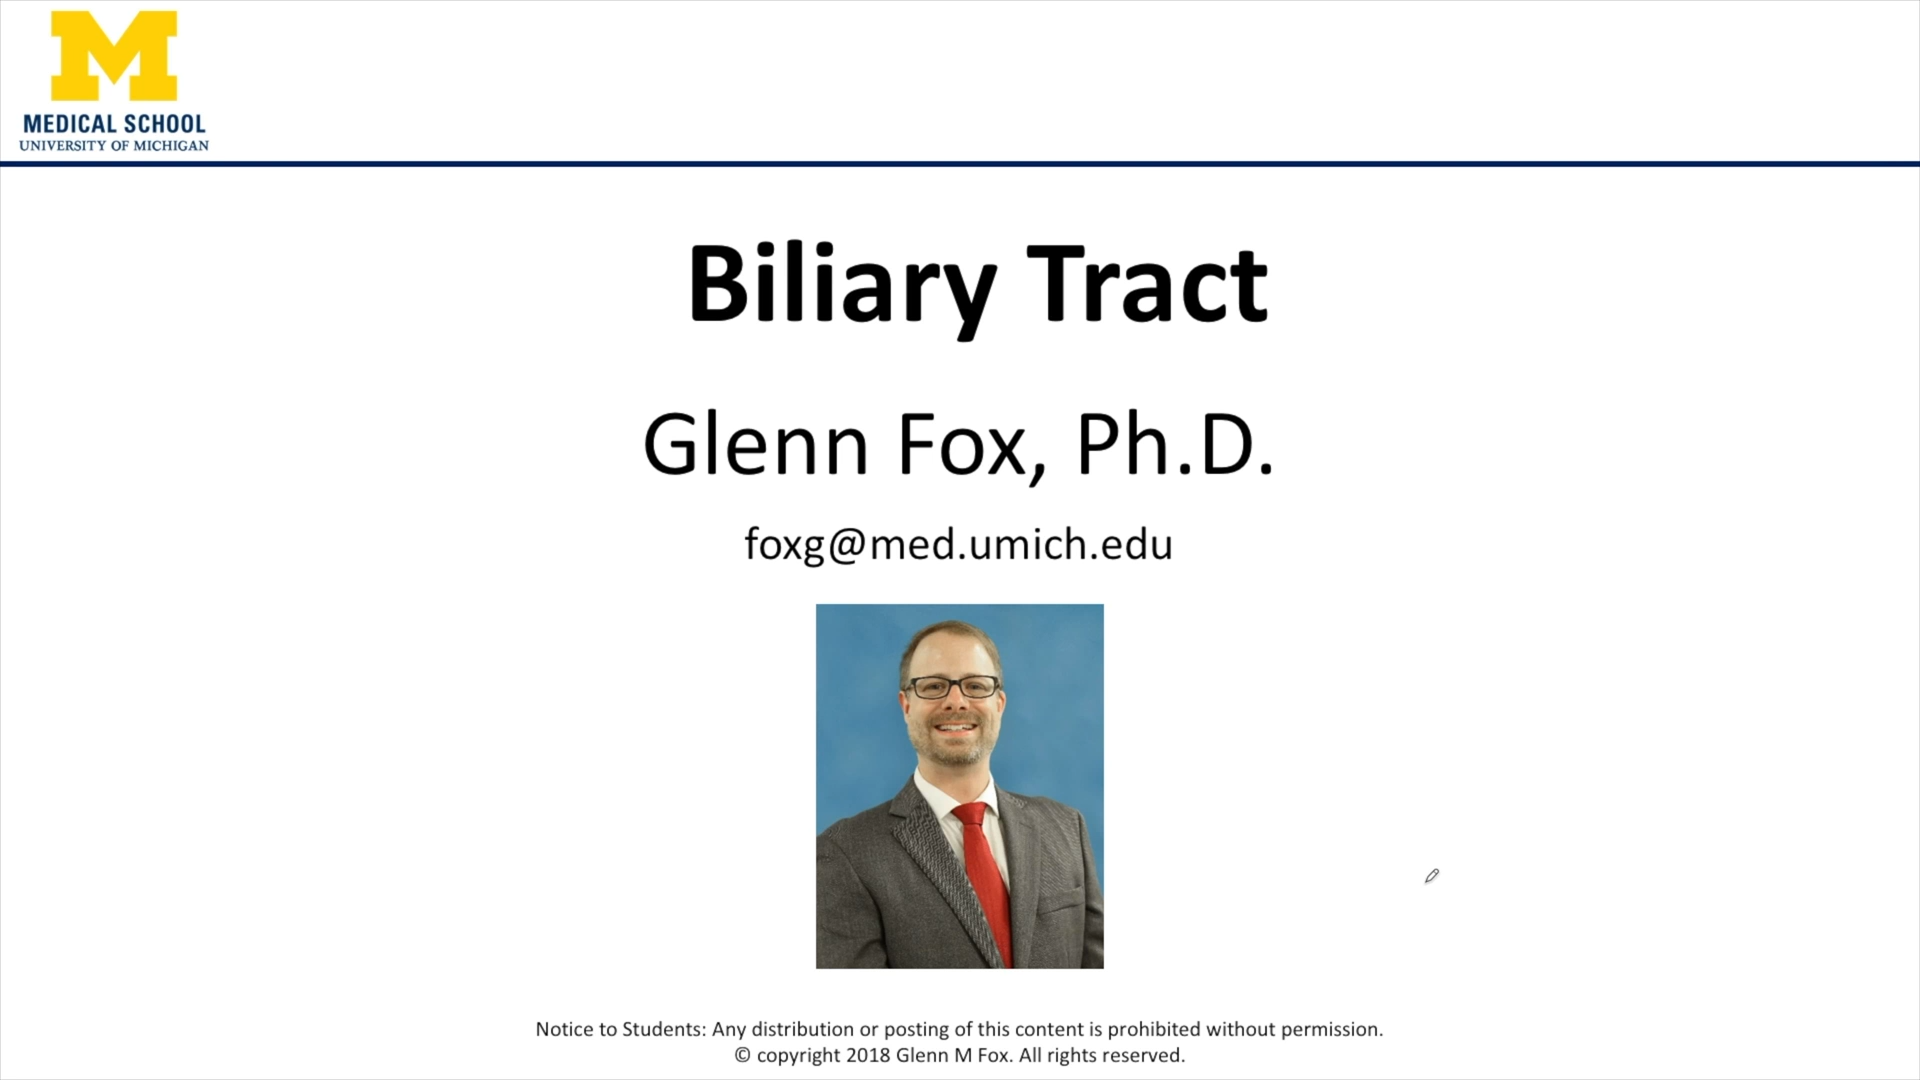 M
MEDICAL SCHOOL
UNIVERSITY OF MICHIGAN
Biliary Tract
Glenn Fox, Ph.D.
foxg@med.umich.edu
Notice to Students: Any distribution or posting of this content is prohibited without permission.
© copyright 2018 Glenn M Fox. All rights reserved.